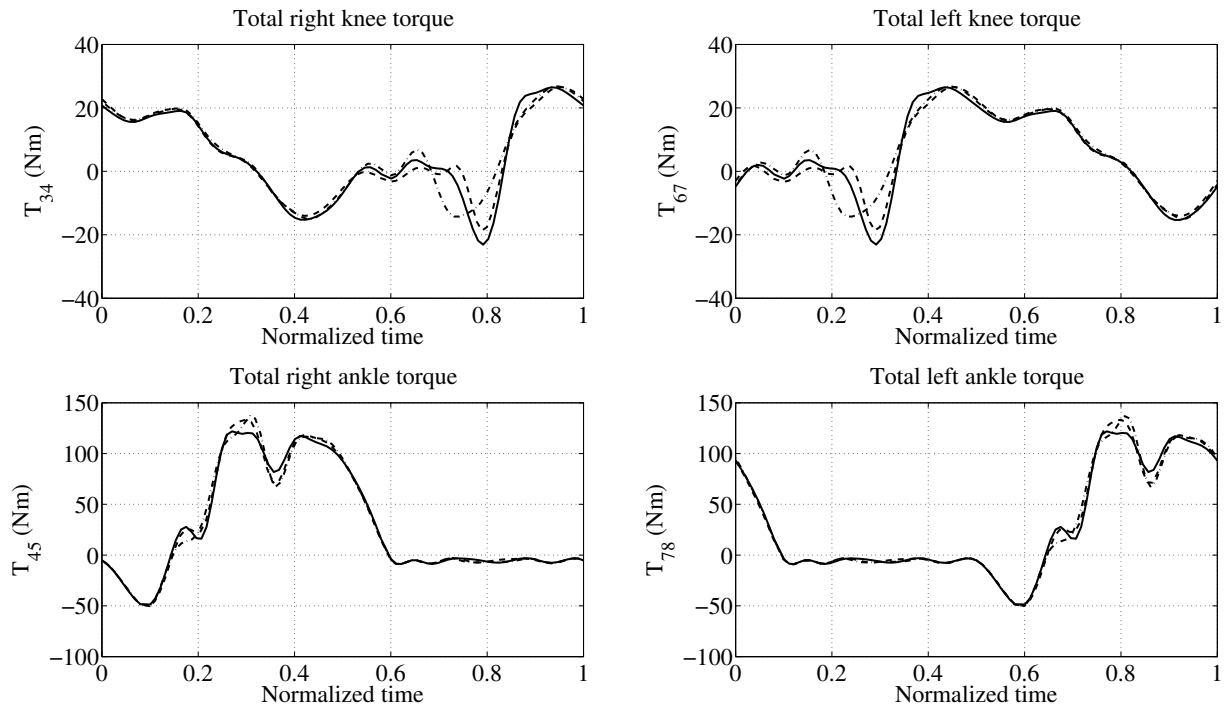 Total right knee torque
40
20
0
−20
−40
T34 (Nm)
0 0.2 0.4 0.6 0.8 1
Normalized time
Total left knee torque
40
20
0
−20
−40
T67 (Nm)
0 0.2 0.4 0.6 0.8 1
Normalized time
Total right ankle torque
150
100
50
0
−50
−100
T45 (Nm)
0 0.2 0.4 0.6 0.8 1
Normalized time
Total left ankle torque
150
100
50
0
−50
−100
T78 (Nm)
0 0.2 0.4 0.6 0.8 1
Normalized time